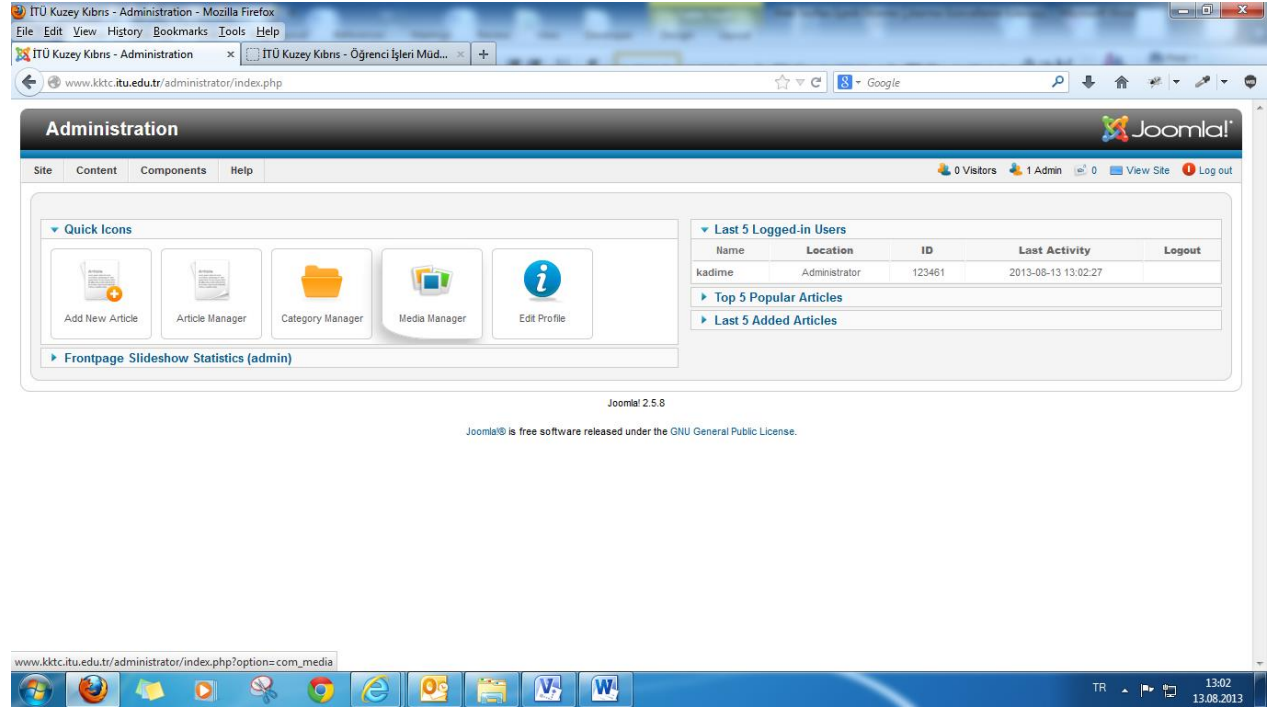 İTÜ Kuzey Kıbrıs - Administration - Mozilla Firefox
File Edit View History Bookmarks Tools Help
İTÜ Kuzey Kıbrıs - Administration × İTÜ Kuzey Kıbrıs - Öğrenci İşleri Müd... × +
www.kktc.itu.edu.tr/administrator/index.php Google
Administration Joomla!
Site Content Components Help 0 Visitors 1 Admin 0 View Site Log out
Quick Icons
Add New Article Article Manager Category Manager Media Manager Edit Profile
Frontpage Slideshow Statistics (admin)
Last 5 Logged-in Users
Name Location ID Last Activity Logout
kadime Administrator 123461 2013-08-13 13:02:27
Top 5 Popular Articles
Last 5 Added Articles
Joomla! 2.5.8
Joomla!® is free software released under the GNU General Public License.
www.kktc.itu.edu.tr/administrator/index.php?option=com_media
TR 13:02
13.08.2013